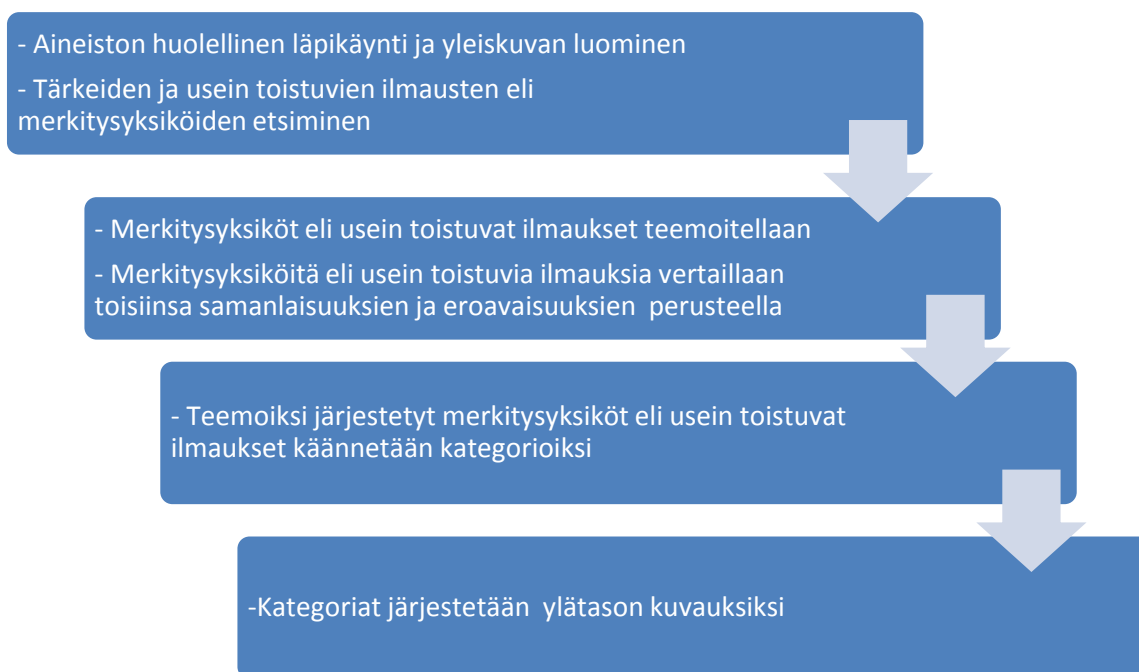 - Aineiston huolellinen läpikäynti ja yleiskuvan luominen
- Tärkeiden ja usein toistuvien ilmausten eli
merkitysyksiköiden etsiminen
- Merkitysyksiköt eli usein toistuvat ilmaukset teemoitellaan
- Merkitysyksiköitä eli usein toistuvia ilmauksia vertaillaan
toisiinsa samanlaisuuksien ja eroavaisuuksien perusteella
- Teemoiksi järjestetyt merkitysyksiköt eli usein toistuvat
ilmaukset käännetään kategorioiksi
-Kategoriat järjestetään ylätason kuvauksiksi